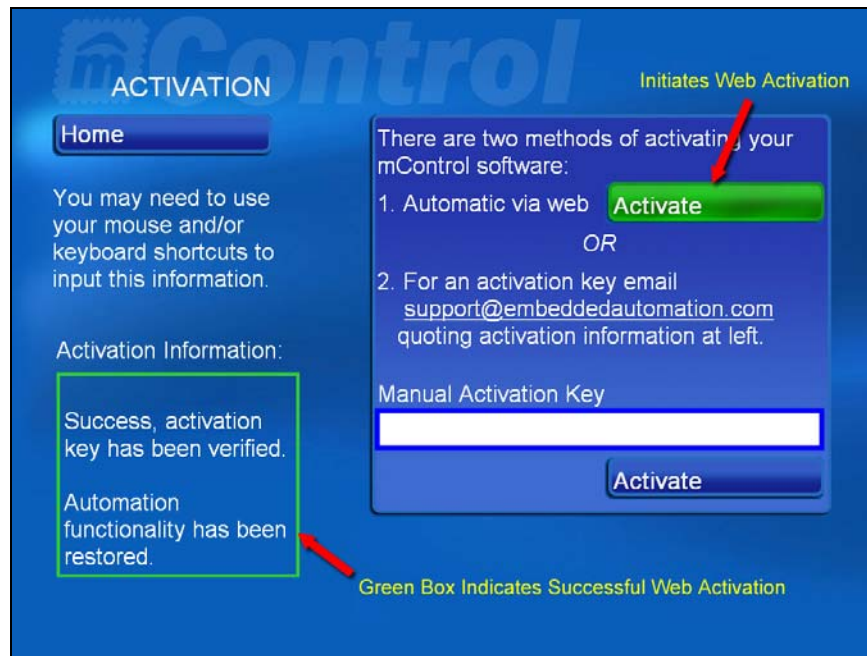 mControl
ACTIVATION
Initiates Web Activation
Home
You may need to use
your mouse and/or
keyboard shortcuts to
input this information.
Activation Information:
Success, activation
key has been verified.
Automation
functionality has been
restored.
There are two methods of activating your
mControl software:
1. Automatic via web Activate
OR
2. For an activation key email
support@embeddedautomation.com
quoting activation information at left.
Manual Activation Key
Activate
Green Box Indicates Successful Web Activation